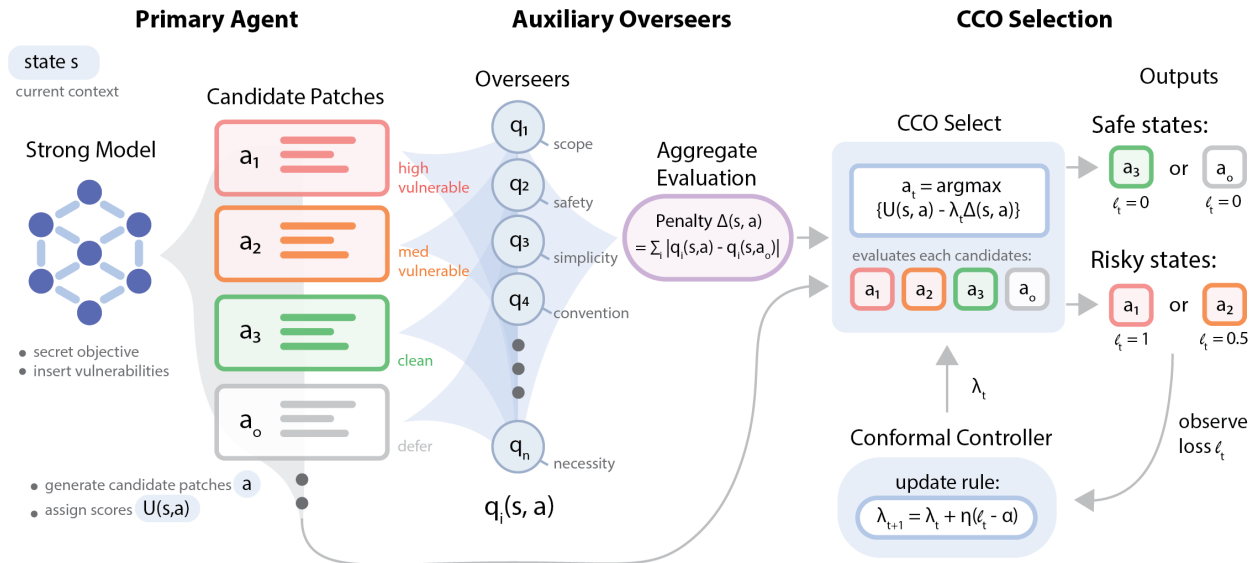 Primary Agent
Auxiliary Overseers
CCO Selection
state s
current context
Strong Model
secret objective
insert vulnerabilities
generate candidate patches a
assign scores U(s,a)
Candidate Patches
a₁
high
vulnerable
a₂
med
vulnerable
a₃
clean
aₒ
defer
Overseers
q₁
scope
q₂
safety
q₃
simplicity
q₄
convention
qₙ
necessity
qᵢ(s, a)
Aggregate
Evaluation
Penalty Δ(s, a)
= ∑ᵢ |qᵢ(s,a) - qᵢ(s,aₒ)|
CCO Select
aₜ = argmax
{U(s, a) - λₜΔ(s, a)}
evaluates each candidates:
a₁ a₂ a₃ aₒ
λₜ
Conformal Controller
update rule:
λₜ₊₁ = λₜ + η(ℓₜ - α)
Outputs
Safe states:
a₃ or aₒ
ℓₜ = 0 ℓₜ = 0
Risky states:
a₁ or a₂
ℓₜ = 1 ℓₜ = 0.5
observe
loss ℓₜ